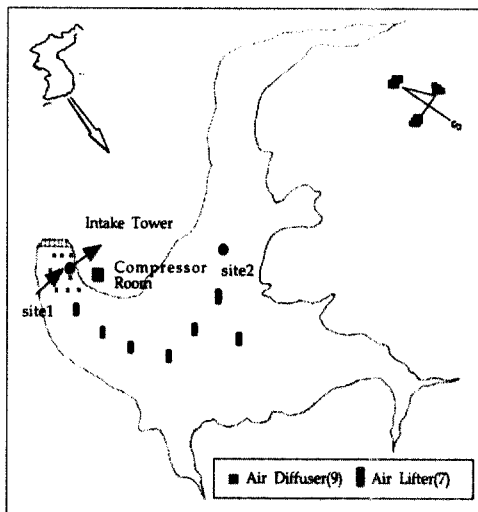 Intake Tower
Compressor
Room
site2
site1
Air Diffuser(9) Air Lifter(7)